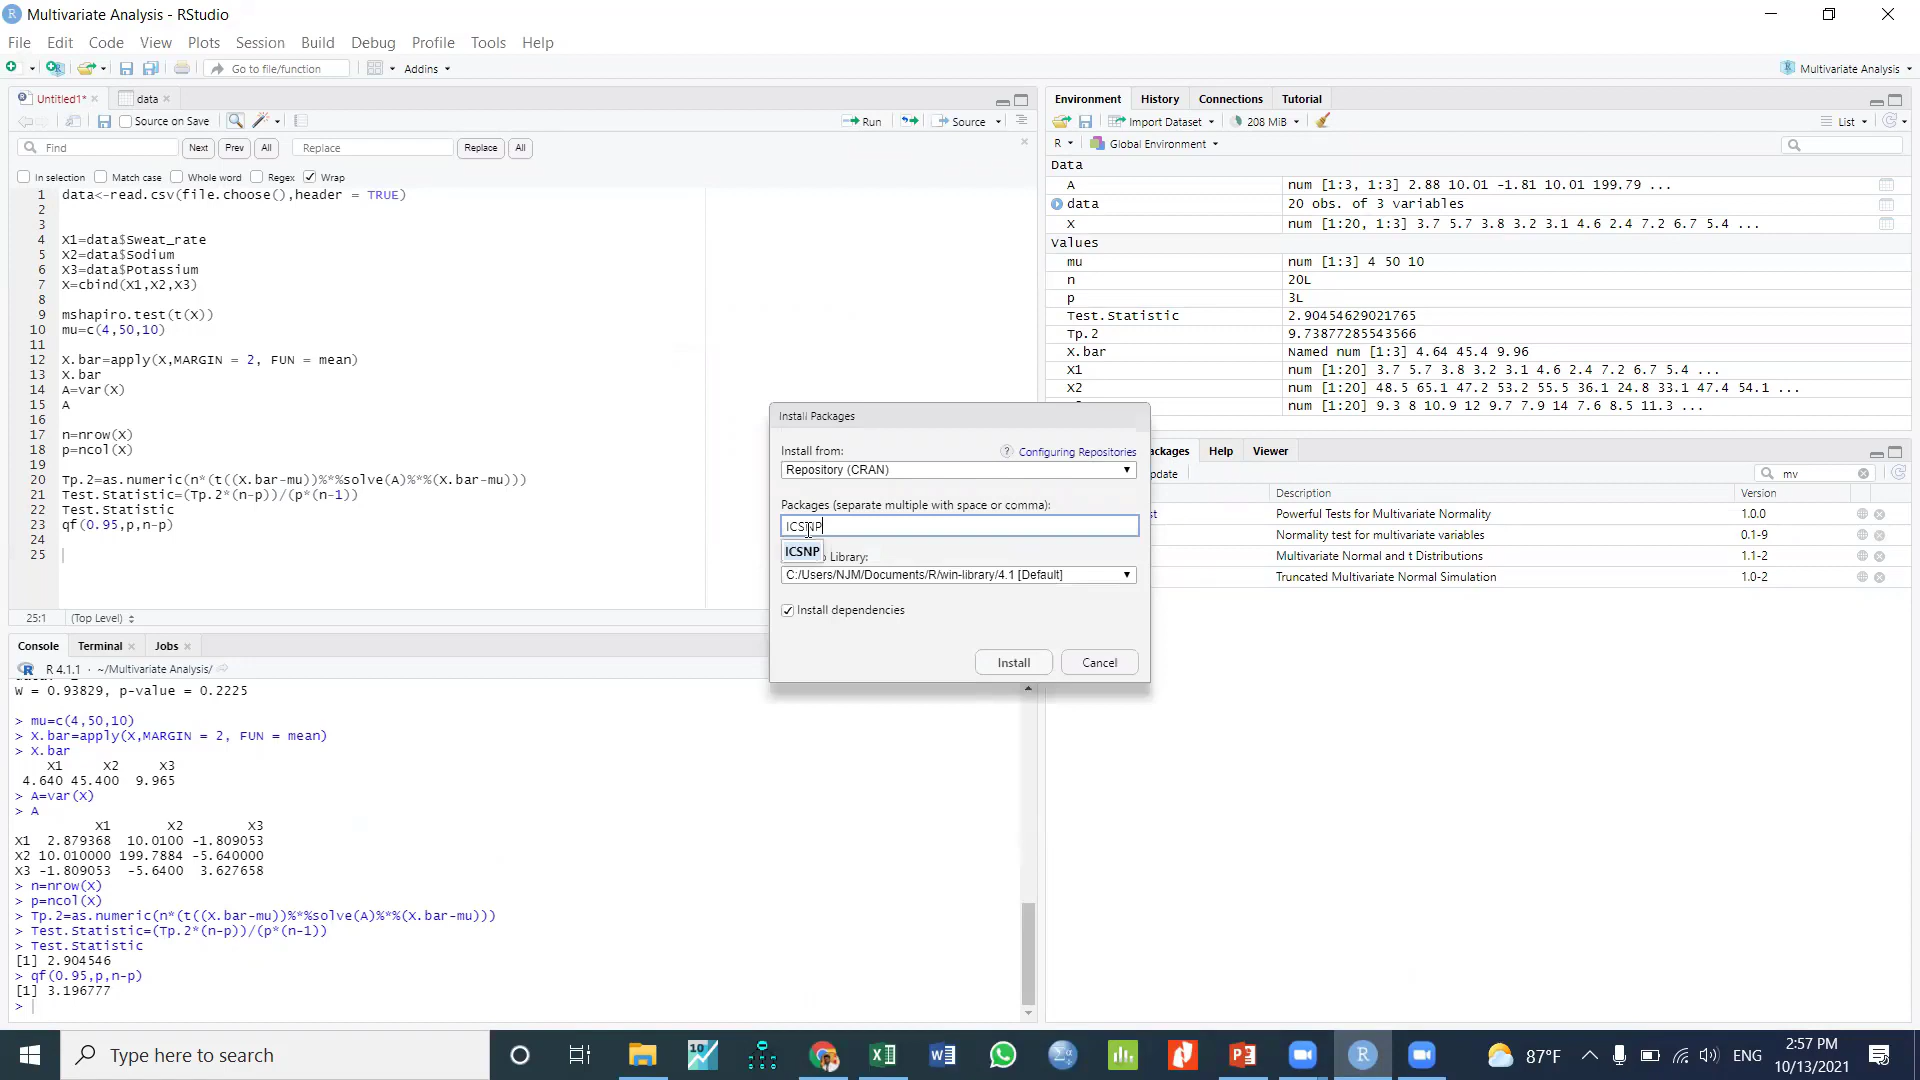 Multivariate Analysis - RStudio
File Edit Code View Plots Session Build Debug Profile Tools Help
Go to file/function Addins Multivariate Analysis
Untitled1* data
Source on Save Run Source
Find Next Prev All Replace Replace All
In selection Match case Whole word Regex Wrap
1 data<-read.csv(file.choose(),header = TRUE)
2
3
4 X1=data$Sweat_rate
5 X2=data$Sodium
6 X3=data$Potassium
7 X=cbind(X1,X2,X3)
8
9 mshapiro.test(t(X))
10 mu=c(4,50,10)
11
12 X.bar=apply(X,MARGIN = 2, FUN = mean)
13 X.bar
14 A=var(X)
15 A
16
17 n=nrow(X)
18 p=ncol(X)
19
20 Tp.2=as.numeric(n*(t((X.bar-mu))%*%solve(A)%*%(X.bar-mu)))
21 Test.Statistic=(Tp.2*(n-p))/(p*(n-1))
22 Test.Statistic
23 qf(0.95,p,n-p)
24
25
25:1 (Top Level)
Console Terminal Jobs
R 4.1.1 · ~/Multivariate Analysis/
W = 0.93829, p-value = 0.2225
> mu=c(4,50,10)
> X.bar=apply(X,MARGIN = 2, FUN = mean)
> X.bar
X1 X2 X3
4.640 45.400 9.965
> A=var(X)
> A
X1 X2 X3
X1 2.879368 10.0100 -1.809053
X2 10.010000 199.7884 -5.640000
X3 -1.809053 -5.6400 3.627658
> n=nrow(X)
> p=ncol(X)
> Tp.2=as.numeric(n*(t((X.bar-mu))%*%solve(A)%*%(X.bar-mu)))
> Test.Statistic=(Tp.2*(n-p))/(p*(n-1))
> Test.Statistic
[1] 2.904546
> qf(0.95,p,n-p)
[1] 3.196777
>
Environment History Connections Tutorial
Import Dataset 208 MiB List
R Global Environment
Data
A num [1:3, 1:3] 2.88 10.01 -1.81 10.01 199.79 ...
data 20 obs. of 3 variables
X num [1:20, 1:3] 3.7 5.7 3.8 3.2 3.1 4.6 2.4 7.2 6.7 5.4 ...
Values
mu num [1:3] 4 50 10
n 20L
p 3L
Test.Statistic 2.90454629021765
Tp.2 9.73877285543566
X.bar Named num [1:3] 4.64 45.4 9.96
X1 num [1:20] 3.7 5.7 3.8 3.2 3.1 4.6 2.4 7.2 6.7 5.4 ...
X2 num [1:20] 48.5 65.1 47.2 53.2 55.5 36.1 24.8 33.1 47.4 54.1 ...
num [1:20] 9.3 8 10.9 12 9.7 7.9 14 7.6 8.5 11.3 ...
ackages Help Viewer
pdate mv
Description Version
st Powerful Tests for Multivariate Normality 1.0.0
Normality test for multivariate variables 0.1-9
Multivariate Normal and t Distributions 1.1-2
Truncated Multivariate Normal Simulation 1.0-2
Install Packages
Install from: ? Configuring Repositories
Repository (CRAN)
Packages (separate multiple with space or comma):
ICSNP
ICSNP
Library:
C:/Users/NJM/Documents/R/win-library/4.1 [Default]
Install dependencies
Install Cancel
Type here to search
87°F ENG 2:57 PM
10/13/2021